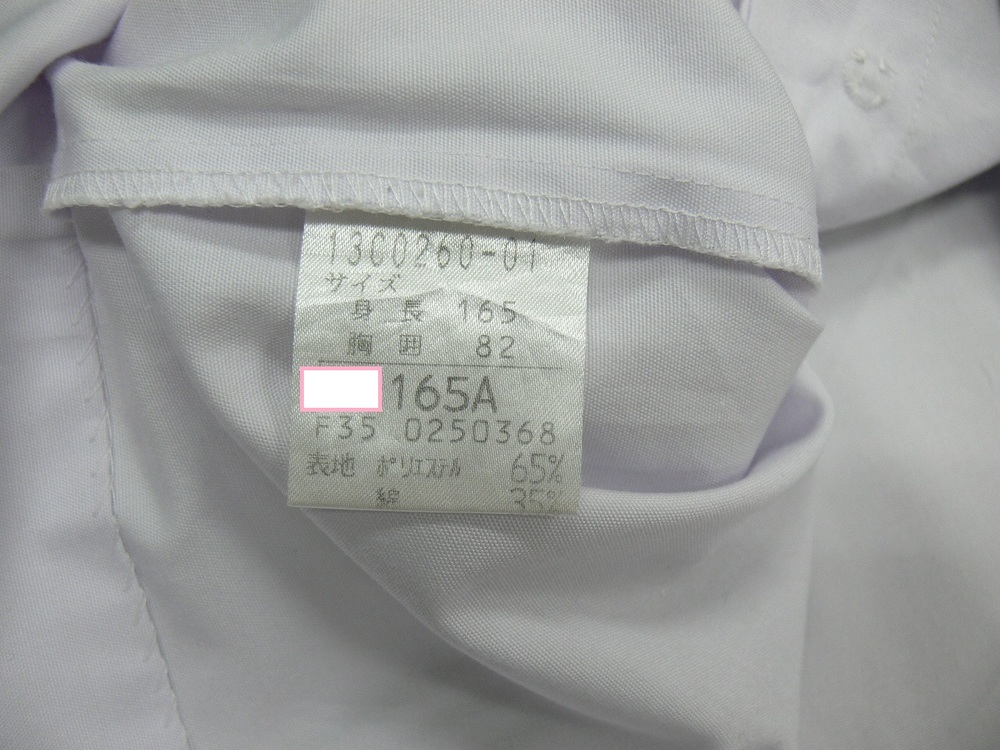 13C0260-01
サイズ
身長 165
胸囲 82
165A
F35 0250368
表地 ポリエステル 65%
綿 35%